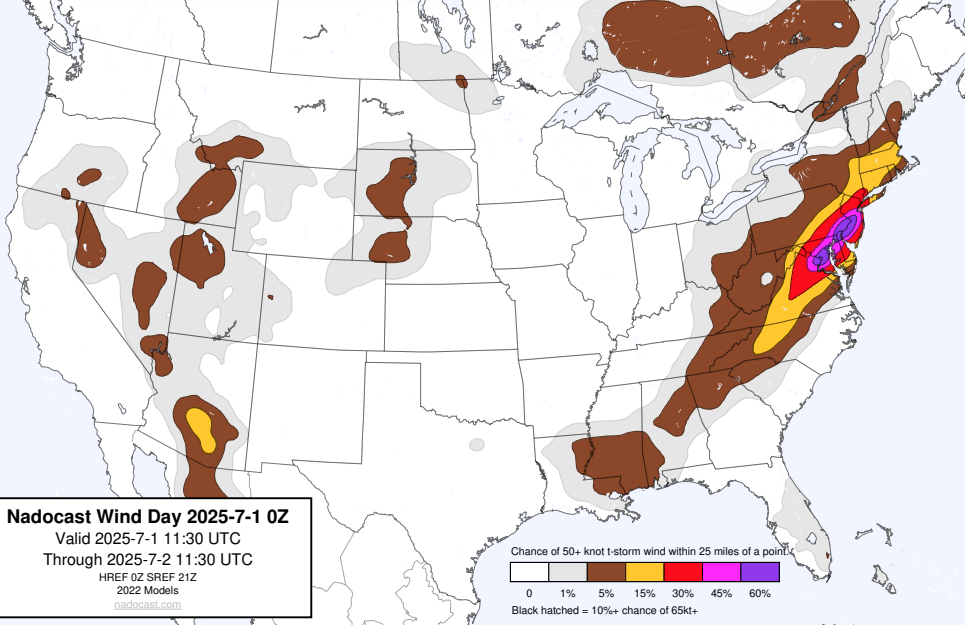 Nadocast Wind Day 2025-7-1 0Z
Valid 2025-7-1 11:30 UTC
Through 2025-7-2 11:30 UTC
HREF 0Z SREF 21Z
2022 Models
nadocast.com
Chance of 50+ knot t-storm wind within 25 miles of a point.
0 1% 5% 15% 30% 45% 60%
Black hatched = 10%+ chance of 65kt+